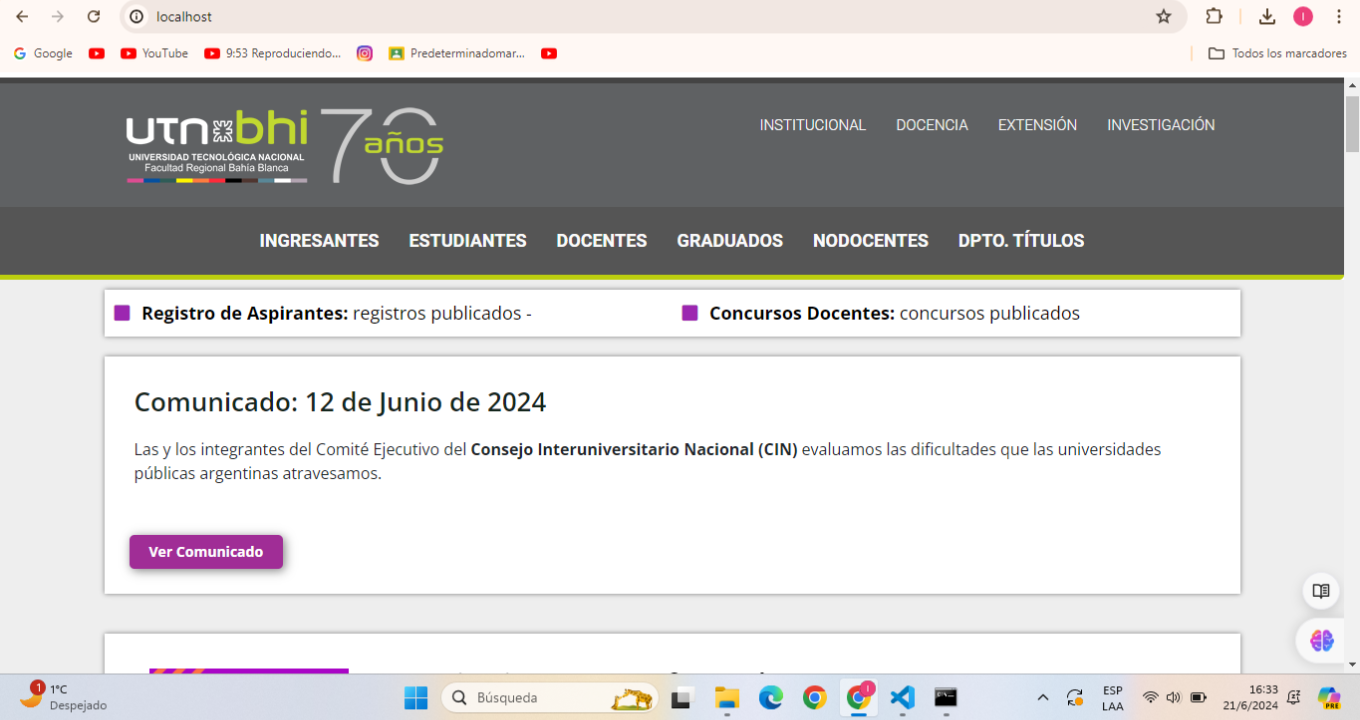 localhost
Google
YouTube
9:53 Reproduciendo...
Predeterminadomar...
Todos los marcadores
utn bhi 70 años
UNIVERSIDAD TECNOLÓGICA NACIONAL
Facultad Regional Bahía Blanca
INSTITUCIONAL DOCENCIA EXTENSIÓN INVESTIGACIÓN
INGRESANTES ESTUDIANTES DOCENTES GRADUADOS NODOCENTES DPTO. TÍTULOS
Registro de Aspirantes: registros publicados -
Concursos Docentes: concursos publicados
Comunicado: 12 de Junio de 2024
Las y los integrantes del Comité Ejecutivo del Consejo Interuniversitario Nacional (CIN) evaluamos las dificultades que las universidades
públicas argentinas atravesamos.
Ver Comunicado
1
1°C
Despejado
Búsqueda
ESP
LAA
16:33
21/6/2024
PRE